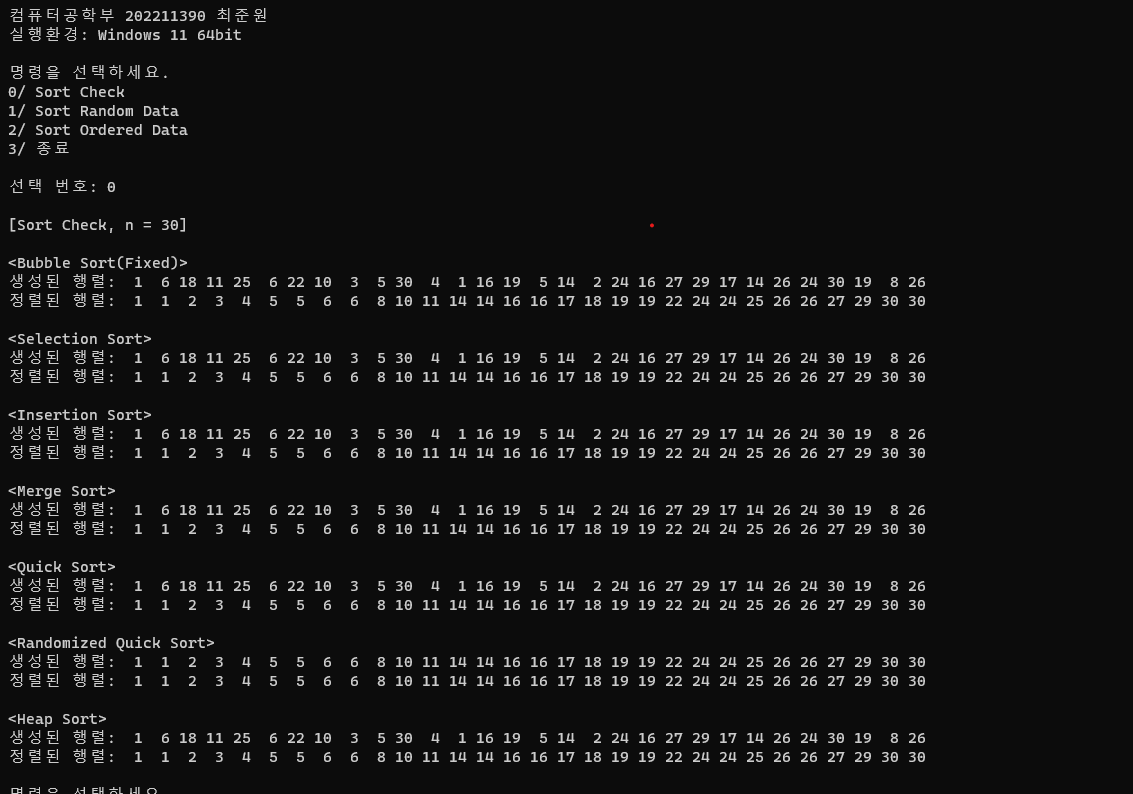 컴퓨터공학부 202211390 최준원
실행환경: Windows 11 64bit
명령을 선택하세요.
0/ Sort Check
1/ Sort Random Data
2/ Sort Ordered Data
3/ 종료
선택 번호: 0
[Sort Check, n = 30]
<Bubble Sort(Fixed)>
생성된 행렬:  1  6 18 11 25  6 22 10  3  5 30  4  1 16 19  5 14  2 24 16 27 29 17 14 26 24 30 19  8 26
정렬된 행렬:  1  1  2  3  4  5  5  6  6  8 10 11 14 14 16 16 17 18 19 19 22 24 24 25 26 26 27 29 30 30
<Selection Sort>
생성된 행렬:  1  6 18 11 25  6 22 10  3  5 30  4  1 16 19  5 14  2 24 16 27 29 17 14 26 24 30 19  8 26
정렬된 행렬:  1  1  2  3  4  5  5  6  6  8 10 11 14 14 16 16 17 18 19 19 22 24 24 25 26 26 27 29 30 30
<Insertion Sort>
생성된 행렬:  1  6 18 11 25  6 22 10  3  5 30  4  1 16 19  5 14  2 24 16 27 29 17 14 26 24 30 19  8 26
정렬된 행렬:  1  1  2  3  4  5  5  6  6  8 10 11 14 14 16 16 17 18 19 19 22 24 24 25 26 26 27 29 30 30
<Merge Sort>
생성된 행렬:  1  6 18 11 25  6 22 10  3  5 30  4  1 16 19  5 14  2 24 16 27 29 17 14 26 24 30 19  8 26
정렬된 행렬:  1  1  2  3  4  5  5  6  6  8 10 11 14 14 16 16 17 18 19 19 22 24 24 25 26 26 27 29 30 30
<Quick Sort>
생성된 행렬:  1  6 18 11 25  6 22 10  3  5 30  4  1 16 19  5 14  2 24 16 27 29 17 14 26 24 30 19  8 26
정렬된 행렬:  1  1  2  3  4  5  5  6  6  8 10 11 14 14 16 16 17 18 19 19 22 24 24 25 26 26 27 29 30 30
<Randomized Quick Sort>
생성된 행렬:  1  1  2  3  4  5  5  6  6  8 10 11 14 14 16 16 17 18 19 19 22 24 24 25 26 26 27 29 30 30
정렬된 행렬:  1  1  2  3  4  5  5  6  6  8 10 11 14 14 16 16 17 18 19 19 22 24 24 25 26 26 27 29 30 30
<Heap Sort>
생성된 행렬:  1  6 18 11 25  6 22 10  3  5 30  4  1 16 19  5 14  2 24 16 27 29 17 14 26 24 30 19  8 26
정렬된 행렬:  1  1  2  3  4  5  5  6  6  8 10 11 14 14 16 16 17 18 19 19 22 24 24 25 26 26 27 29 30 30
명령을 선택하세요